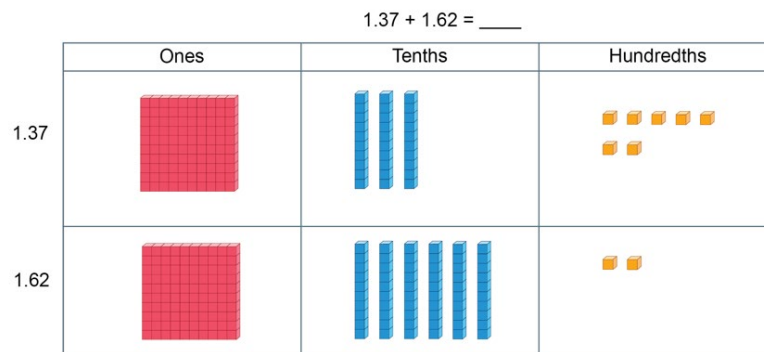 1.37 + 1.62 = ____
Ones Tenths Hundredths
1.37
1.62